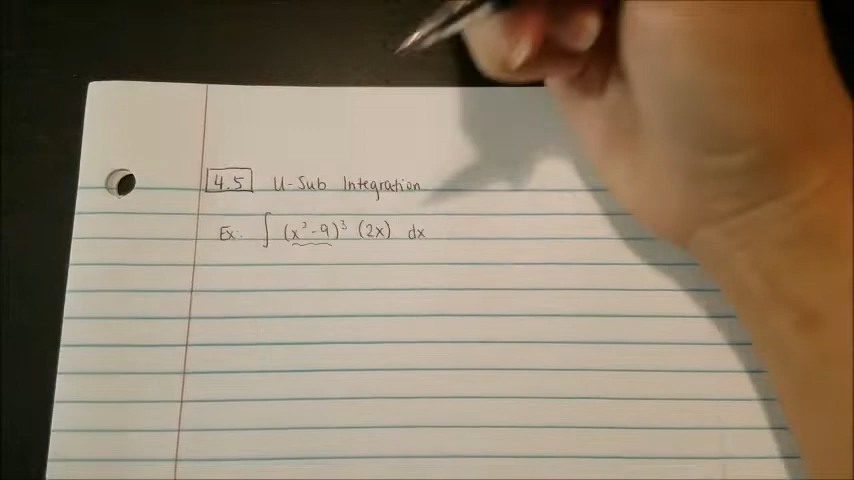 4.5 U-Sub Integration
Ex: ∫ (x²-9)³ (2x) dx